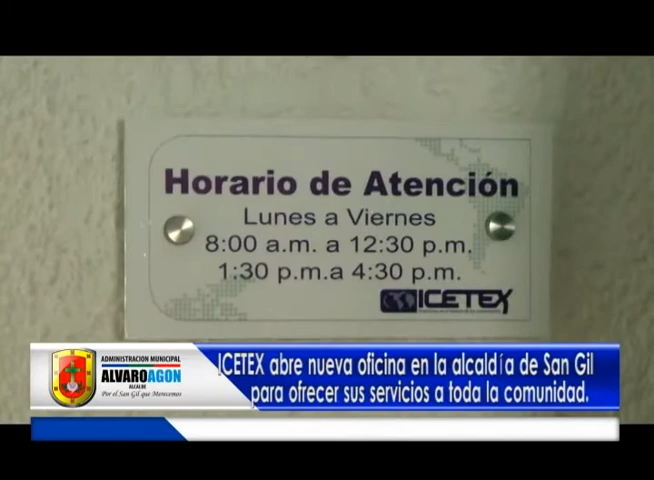 Horario de Atención
Lunes a Viernes
8:00 a.m. a 12:30 p.m.
1:30 p.m.a 4:30 p.m.
ICETEX
ADMINISTRACION MUNICIPAL
ALVAROAGON
ALCALDE
Por el San Gil que Merecemos
ICETEX abre nueva oficina en la alcaldía de San Gil
para ofrecer sus servicios a toda la comunidad.